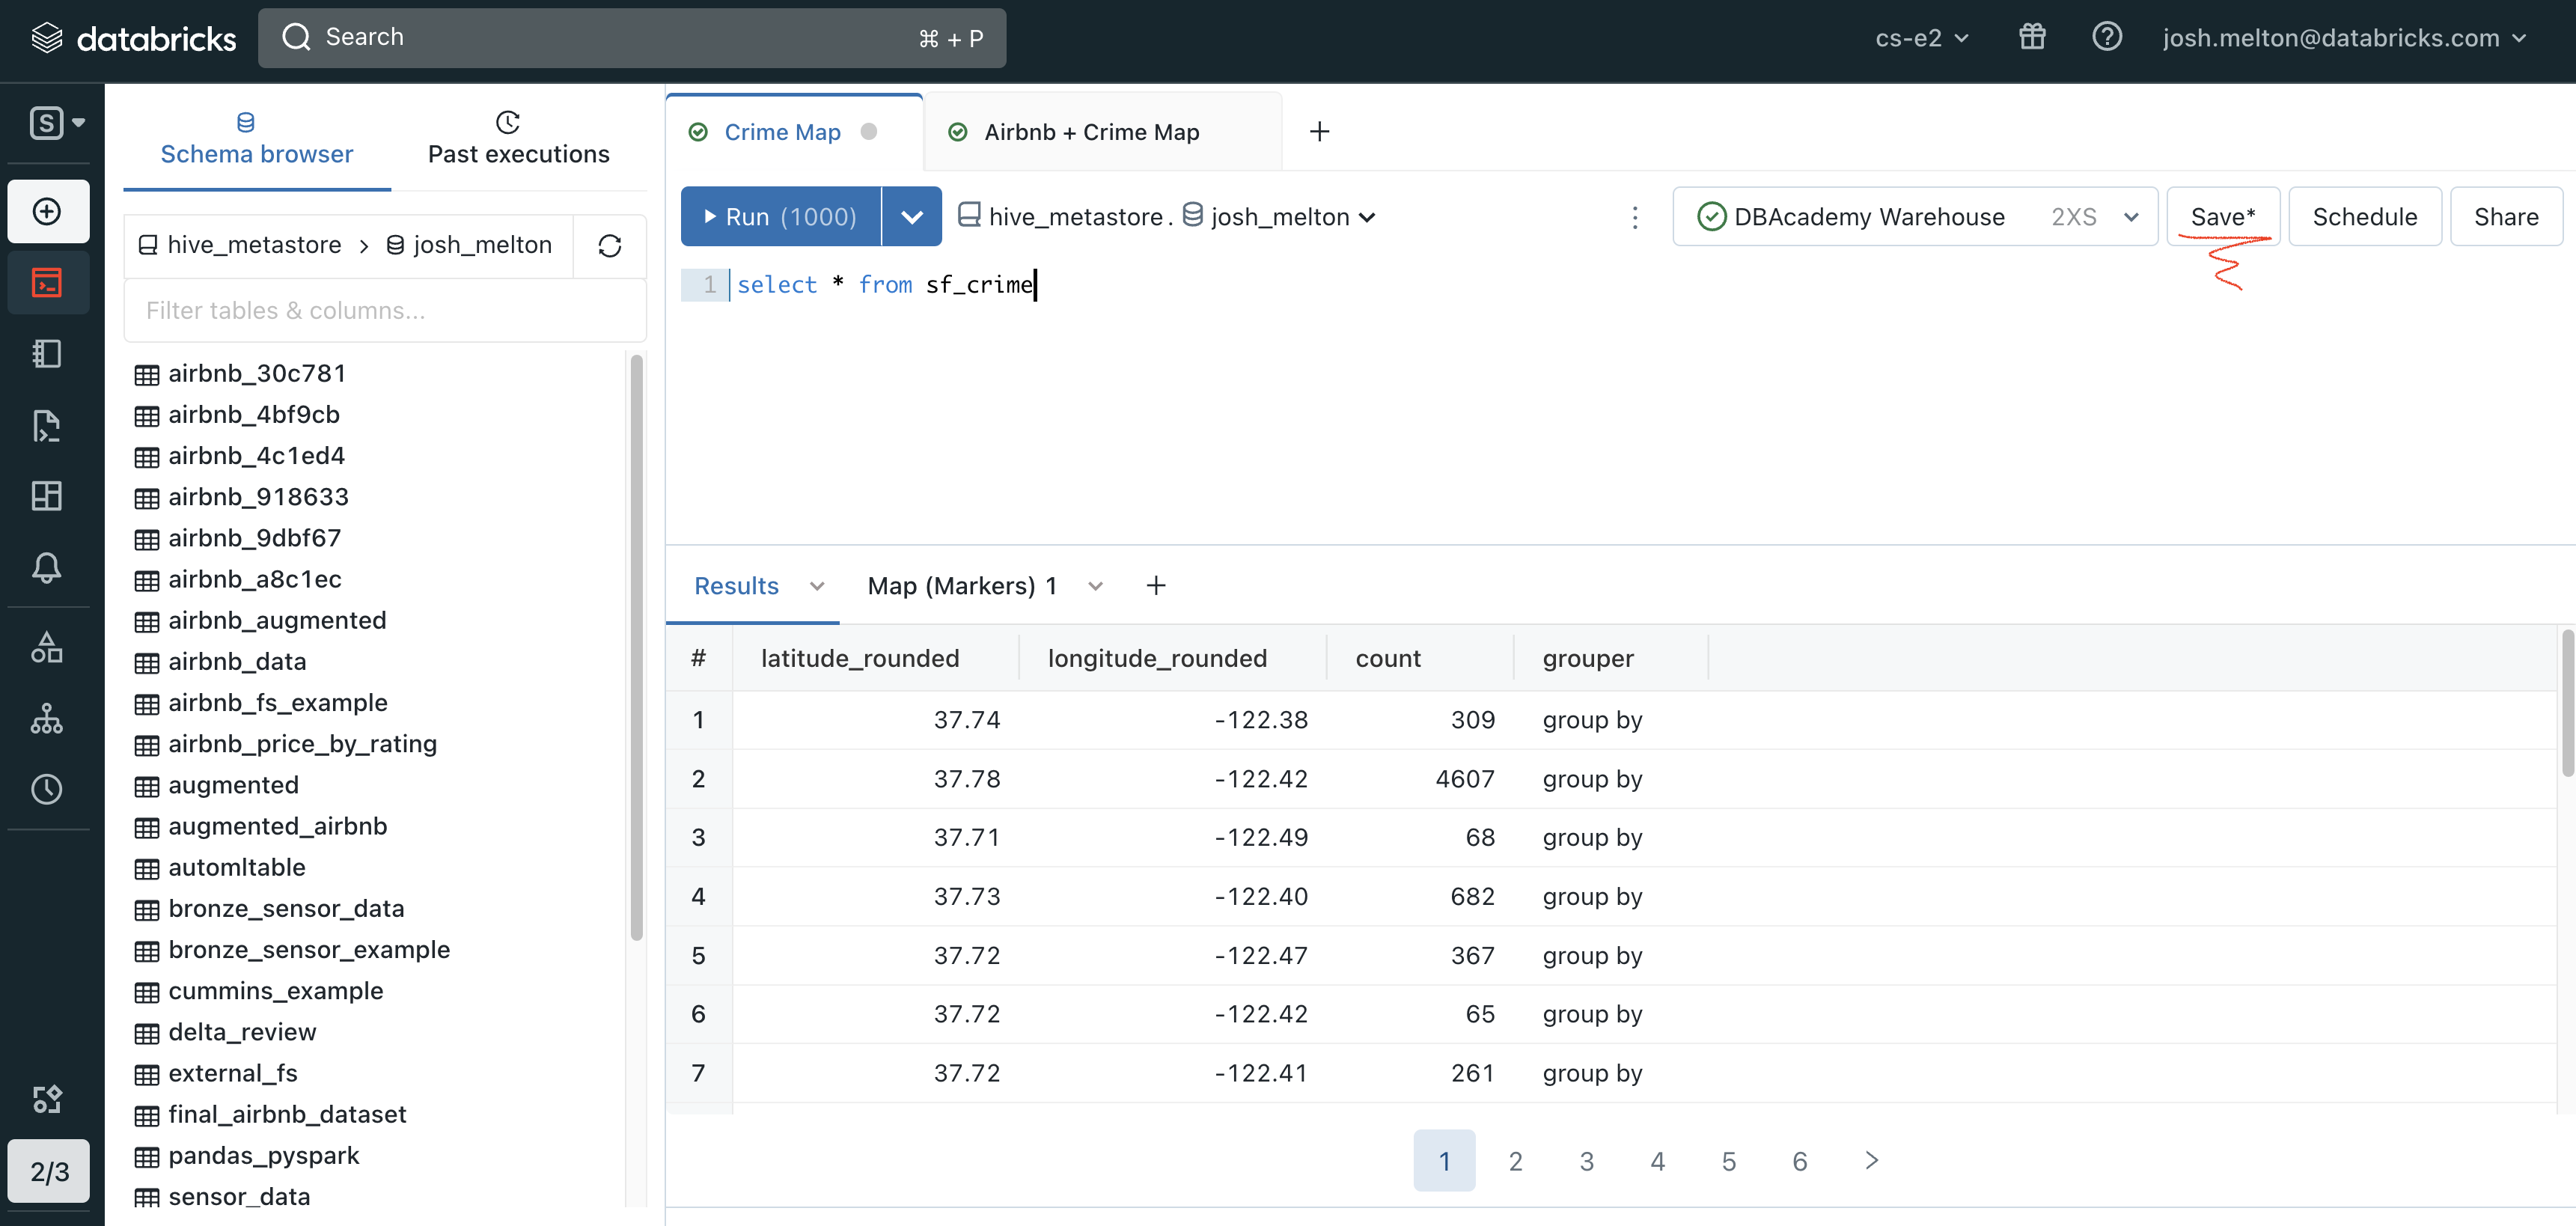 databricks
Search ⌘ + P
cs-e2
josh.melton@databricks.com
S
Schema browser
Past executions
hive_metastore > josh_melton
Filter tables & columns...
airbnb_30c781
airbnb_4bf9cb
airbnb_4c1ed4
airbnb_918633
airbnb_9dbf67
airbnb_a8c1ec
airbnb_augmented
airbnb_data
airbnb_fs_example
airbnb_price_by_rating
augmented
augmented_airbnb
automltable
bronze_sensor_data
bronze_sensor_example
cummins_example
delta_review
external_fs
final_airbnb_dataset
pandas_pyspark
sensor_data
2/3
Crime Map
Airbnb + Crime Map
+
Run (1000)
hive_metastore. josh_melton
DBAcademy Warehouse 2XS
Save*
Schedule
Share
1 select * from sf_crime
Results
Map (Markers) 1
+
# latitude_rounded longitude_rounded count grouper
1 37.74 -122.38 309 group by
2 37.78 -122.42 4607 group by
3 37.71 -122.49 68 group by
4 37.73 -122.40 682 group by
5 37.72 -122.47 367 group by
6 37.72 -122.42 65 group by
7 37.72 -122.41 261 group by
1 2 3 4 5 6 >